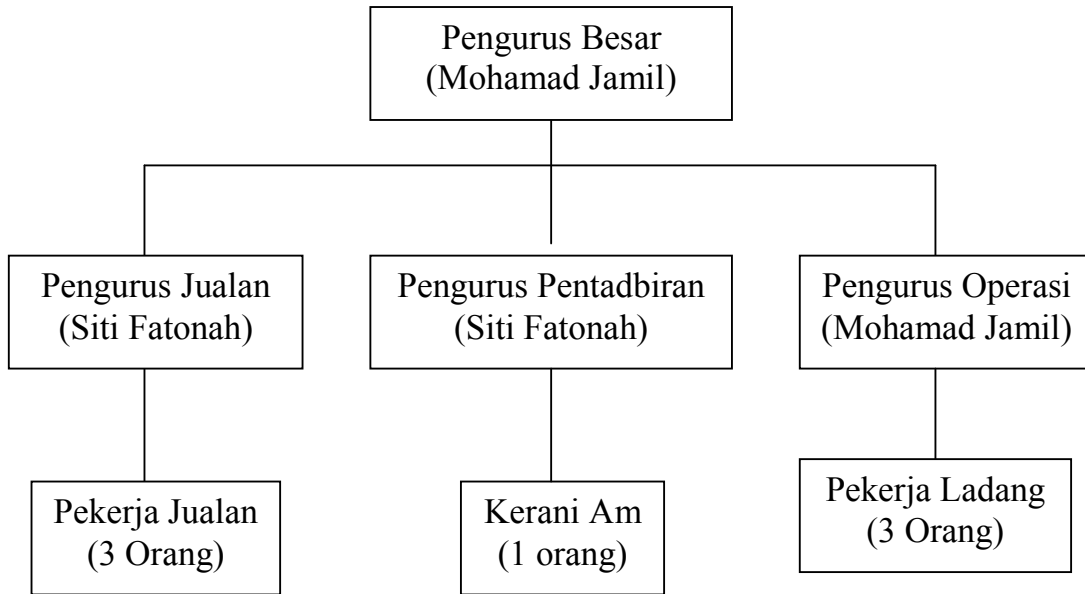 Pengurus Besar
(Mohamad Jamil)
Pengurus Jualan
(Siti Fatonah)
Pengurus Pentadbiran
(Siti Fatonah)
Pengurus Operasi
(Mohamad Jamil)
Pekerja Jualan
(3 Orang)
Kerani Am
(1 orang)
Pekerja Ladang
(3 Orang)